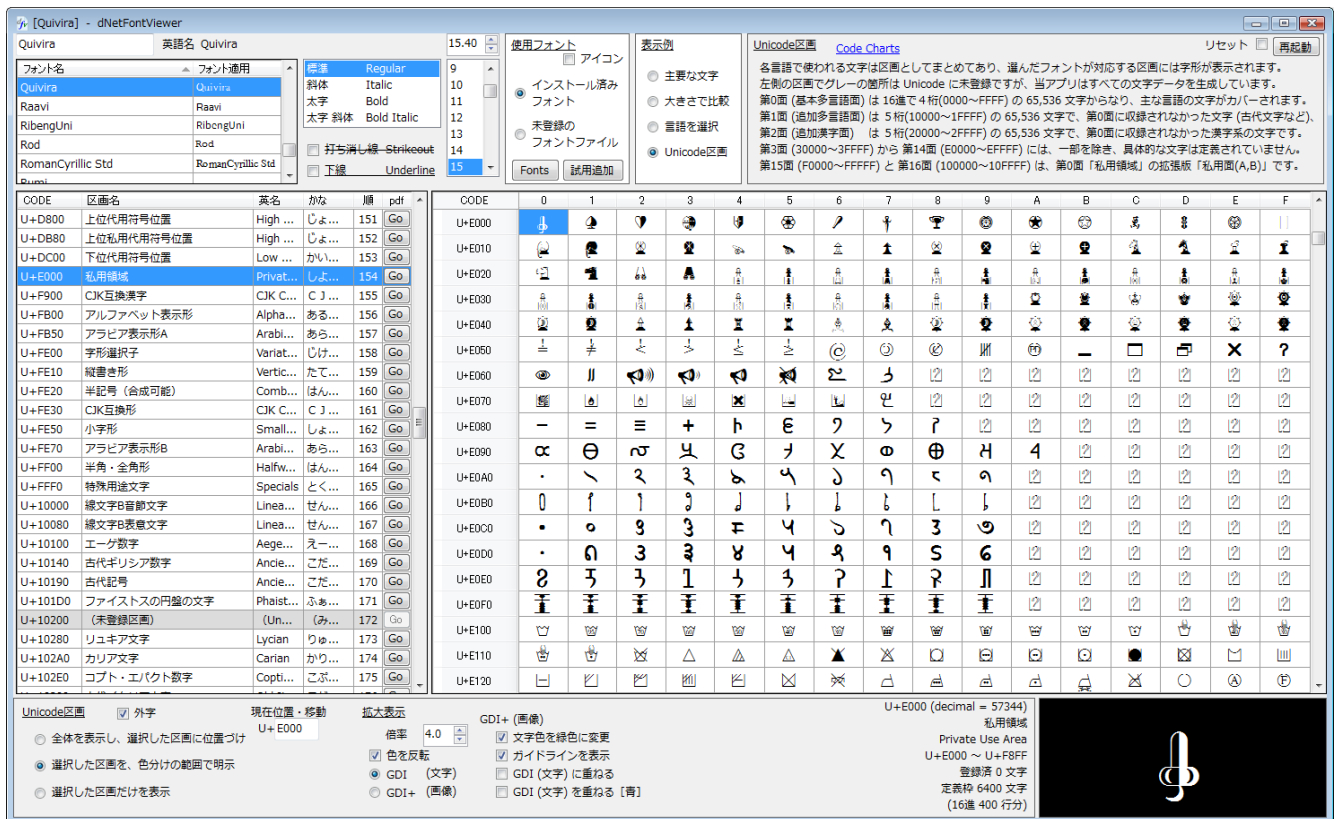 [Quivira] - dNetFontViewer
Quivira 英語名 Quivira
フォント名 フォント適用
Quivira Quivira
Raavi Raavi
RibengUni RibengUni
Rod Rod
RomanCyrillic Std RomanCyrillic Std
Rumi
標準 Regular
斜体 Italic
太字 Bold
太字 斜体 Bold Italic
打ち消し線 Strikeout
下線 Underline
15.40
9
10
11
12
13
14
15
使用フォント
アイコン
インストール済み
フォント
未登録の
フォントファイル
Fonts 試用追加
表示例
主要な文字
大きさで比較
言語を選択
Unicode区画
Unicode区画 Code Charts リセット 再起動
各言語で使われる文字は区画としてまとめてあり、選んだフォントが対応する区画には字形が表示されます。
左側の区画でグレーの箇所は Unicode に未登録ですが、当アプリはすべての文字データを生成しています。
第0面 (基本多言語面) は 16進で 4桁(0000~FFFF) の 65,536 文字からなり、主な言語の文字がカバーされます。
第1面 (追加多言語面) は 5桁(10000~1FFFF) の 65,536 文字で、第0面に収録されなかった文字 (古代文字など)、
第2面 (追加漢字面) は 5桁(20000~2FFFF) の 65,536 文字で、第0面に収録されなかった漢字系の文字です。
第3面 (30000~3FFFF) から 第14面 (E0000~EFFFF) には、一部を除き、具体的な文字は定義されていません。
第15面 (F0000~FFFFF) と 第16面 (100000~10FFFF) は、第0面「私用領域」の拡張版「私用面(A,B)」です。
CODE 区画名 英名 かな 順 pdf
U+D800 上位代用符号位置 High ... じょ... 151 Go
U+DB80 上位私用代用符号位置 High ... じょ... 152 Go
U+DC00 下位代用符号位置 Low ... かい... 153 Go
U+E000 私用領域 Privat... しよ... 154 Go
U+F900 CJK互換漢字 CJK C... CJ... 155 Go
U+FB00 アルファベット表示形 Alpha... ある... 156 Go
U+FB50 アラビア表示形A Arabi... あら... 157 Go
U+FE00 字形選択子 Variat... じけ... 158 Go
U+FE10 縦書き形 Vertic... たて... 159 Go
U+FE20 半記号 (合成可能) Comb... はん... 160 Go
U+FE30 CJK互換形 CJK C... CJ... 161 Go
U+FE50 小字形 Small... しょ... 162 Go
U+FE70 アラビア表示形B Arabi... あら... 163 Go
U+FF00 半角・全角形 Halfw... はん... 164 Go
U+FFF0 特殊用途文字 Specials とく... 165 Go
U+10000 線文字B音節文字 Linea... せん... 166 Go
U+10080 線文字B表意文字 Linea... せん... 167 Go
U+10100 エーゲ数字 Aege... えー... 168 Go
U+10140 古代ギリシア数字 Ancie... こだ... 169 Go
U+10190 古代記号 Ancie... こだ... 170 Go
U+101D0 ファイストスの円盤の文字 Phaist... ふぁ... 171 Go
U+10200 (未登録区画) (Un... (み... 172 Go
U+10280 リュキア文字 Lycian りゅ... 173 Go
U+102A0 カリア文字 Carian かり... 174 Go
U+102E0 コプト・エパクト数字 Copti... こぷ... 175 Go
CODE 0 1 2 3 4 5 6 7 8 9 A B C D E F
U+E000
U+E010
U+E020
U+E030
U+E040
U+E050
U+E060
U+E070
U+E080
U+E090
U+E0A0
U+E0B0
U+E0C0
U+E0D0
U+E0E0
U+E0F0
U+E100
U+E110
U+E120
Unicode区画 外字
全体を表示し、選択した区画に位置づけ
選択した区画を、色分けの範囲で明示
選択した区画だけを表示
現在位置・移動
U+ E000
拡大表示
倍率 4.0
色を反転
GDI (文字)
GDI+ (画像)
GDI+ (画像)
文字色を緑色に変更
ガイドラインを表示
GDI (文字) に重ねる
GDI (文字) を重ねる [青]
U+E000 (decimal = 57344)
私用領域
Private Use Area
U+E000 ~ U+F8FF
登録済 0 文字
定義枠 6400 文字
(16進 400 行分)